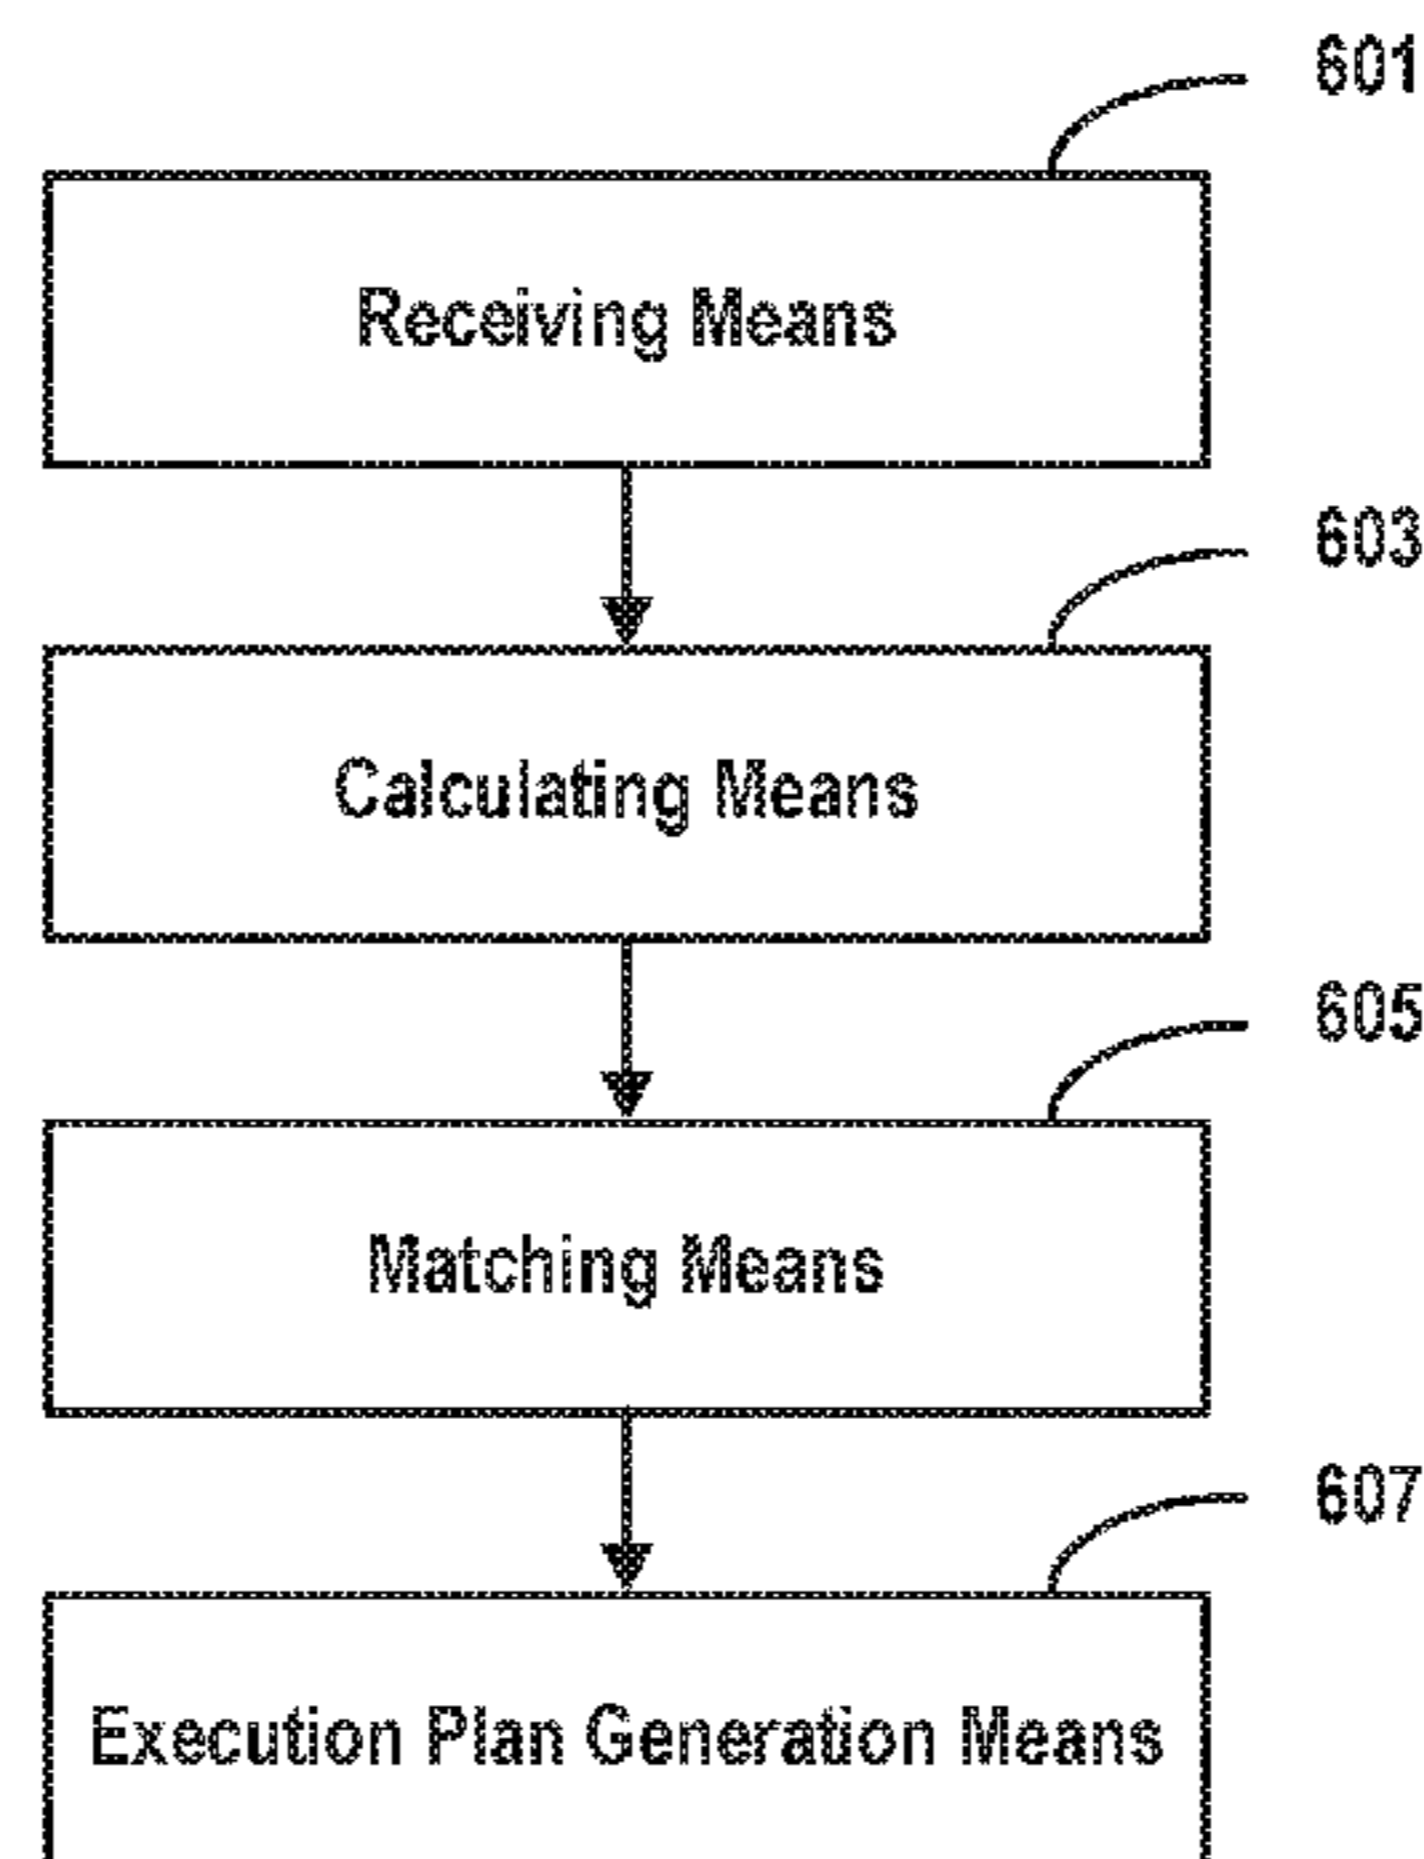 601
Receiving Means
603
Calculating Means
605
Matching Means
607
Execution Plan Generation Means